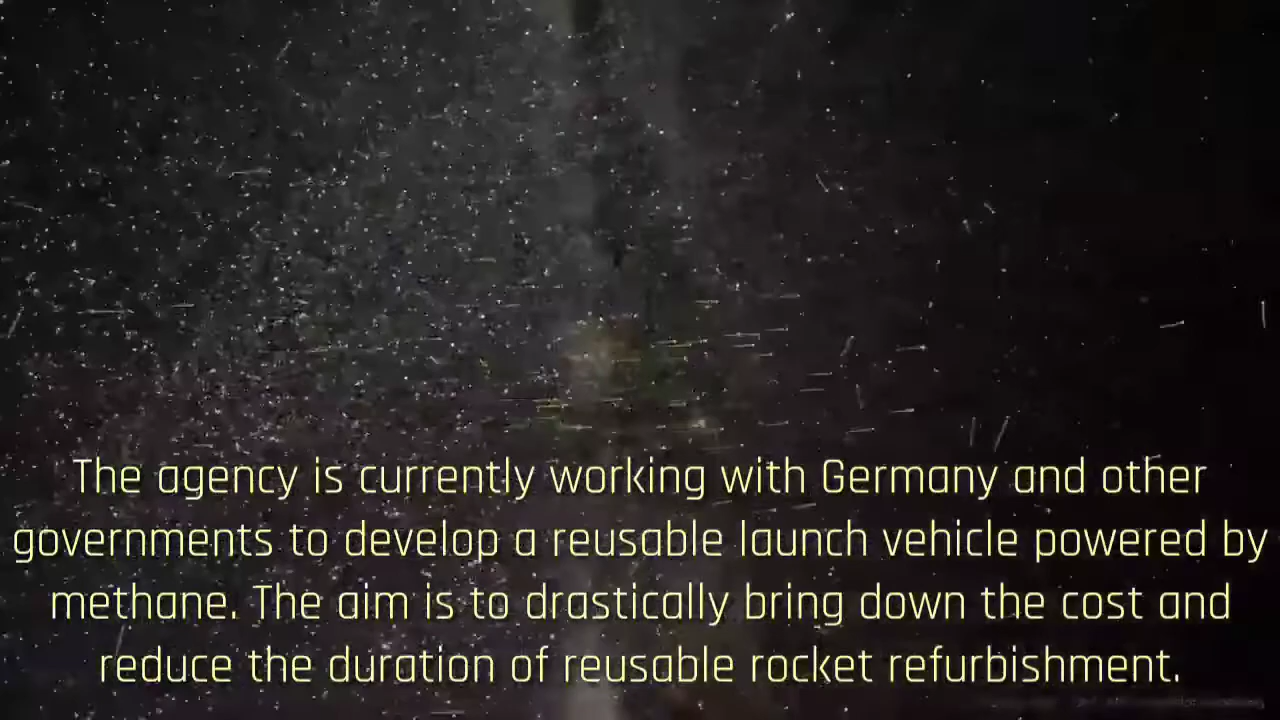 The agency is currently working with Germany and other
governments to develop a reusable launch vehicle powered by
methane. The aim is to drastically bring down the cost and
reduce the duration of reusable rocket refurbishment.